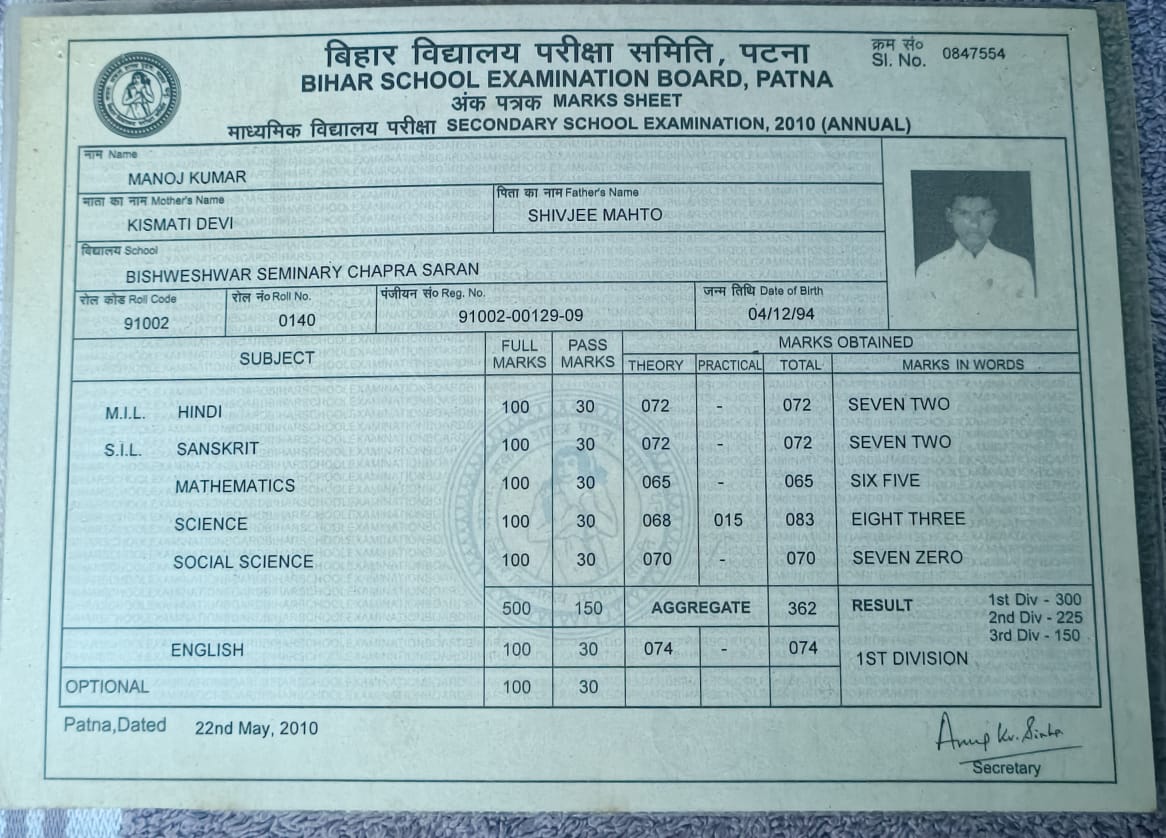 बिहार विद्यालय परीक्षा समिति, पटना
क्रम सं० 0847554
Sl. No.
BIHAR SCHOOL EXAMINATION BOARD, PATNA
अंक पत्रक MARKS SHEET
माध्यमिक विद्यालय परीक्षा SECONDARY SCHOOL EXAMINATION, 2010 (ANNUAL)
नाम Name
MANOJ KUMAR
माता का नाम Mother's Name पिता का नाम Father's Name
KISMATI DEVI SHIVJEE MAHTO
विद्यालय School
BISHWESHWAR SEMINARY CHAPRA SARAN
रोल कोड Roll Code रोल नं० Roll No. पंजीयन सं० Reg. No. जन्म तिथि Date of Birth
91002 0140 91002-00129-09 04/12/94
SUBJECT FULL MARKS PASS MARKS MARKS OBTAINED
THEORY PRACTICAL TOTAL MARKS IN WORDS
M.I.L. HINDI 100 30 072 - 072 SEVEN TWO
S.I.L. SANSKRIT 100 30 072 - 072 SEVEN TWO
MATHEMATICS 100 30 065 - 065 SIX FIVE
SCIENCE 100 30 068 015 083 EIGHT THREE
SOCIAL SCIENCE 100 30 070 - 070 SEVEN ZERO
500 150 AGGREGATE 362 RESULT 1st Div - 300
2nd Div - 225
3rd Div - 150
ENGLISH 100 30 074 - 074 1ST DIVISION
OPTIONAL 100 30
Patna,Dated 22nd May, 2010
Anup Kr. Sinha
Secretary